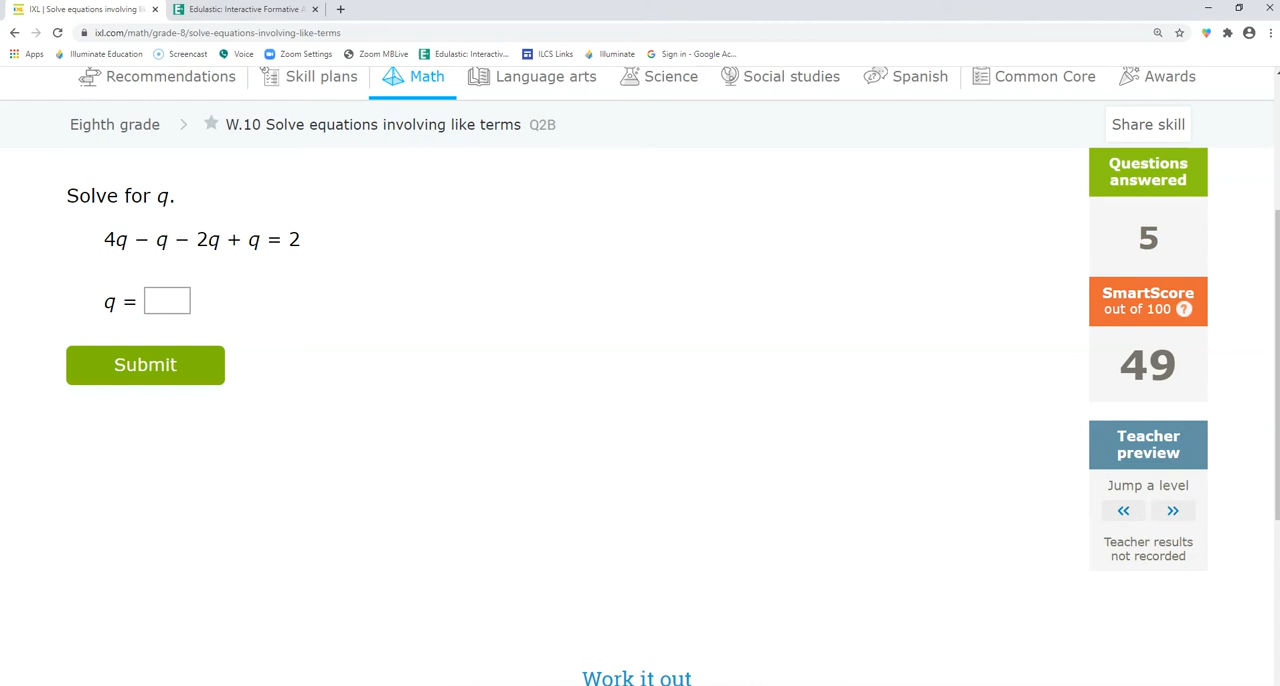 IXL | Solve equations involving li
Edulastic: Interactive Formative A
ixl.com/math/grade-8/solve-equations-involving-like-terms
Apps Illuminate Education Screencast Voice Zoom Settings Zoom MBLive Edulastic: Interactiv... ILCS Links Illuminate Sign in - Google Ac...
Recommendations Skill plans Math Language arts Science Social studies Spanish Common Core Awards
Eighth grade > W.10 Solve equations involving like terms Q2B
Share skill
Solve for q.
4q − q − 2q + q = 2
q =
Submit
Questions
answered
5
SmartScore
out of 100 ?
49
Teacher
preview
Jump a level
<< >>
Teacher results
not recorded
Work it out